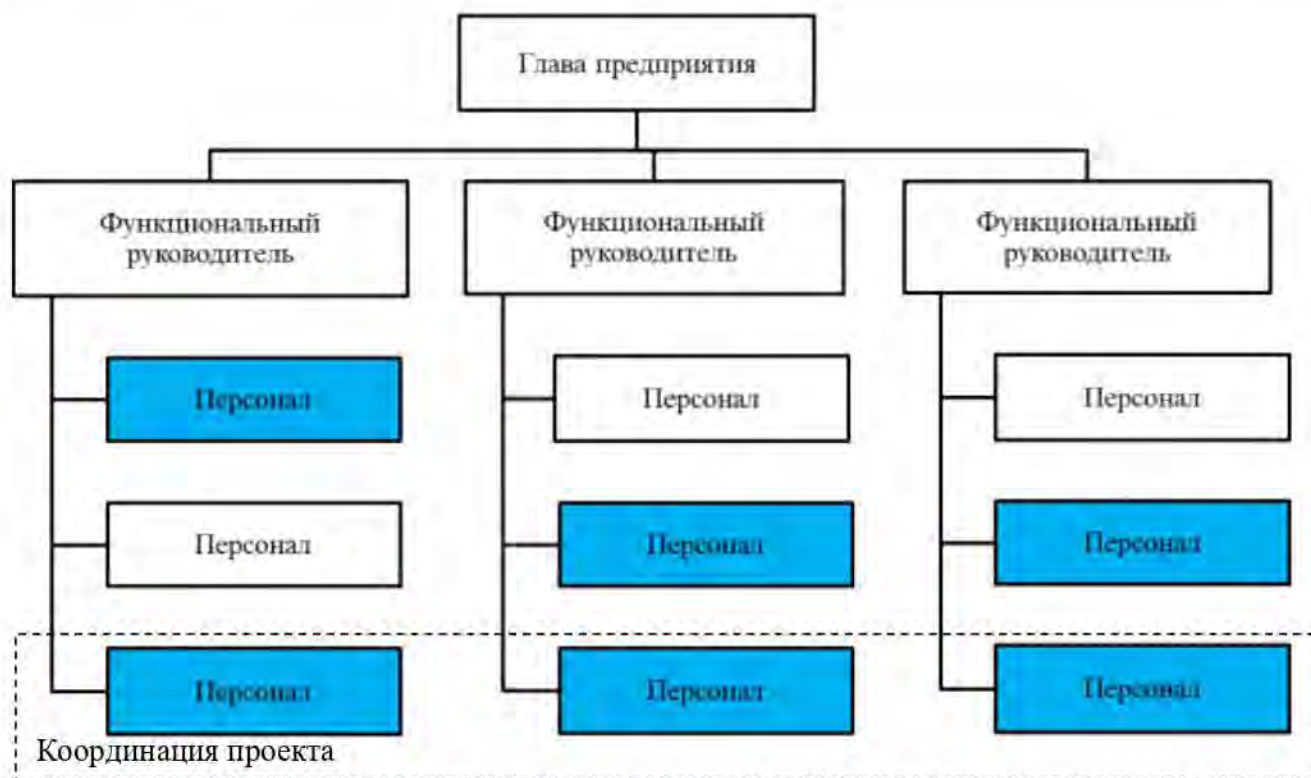 Глава предприятия
Функциональный
руководитель
Функциональный
руководитель
Функциональный
руководитель
Персонал
Персонал
Персонал
Персонал
Персонал
Персонал
Персонал
Персонал
Персонал
Координация проекта